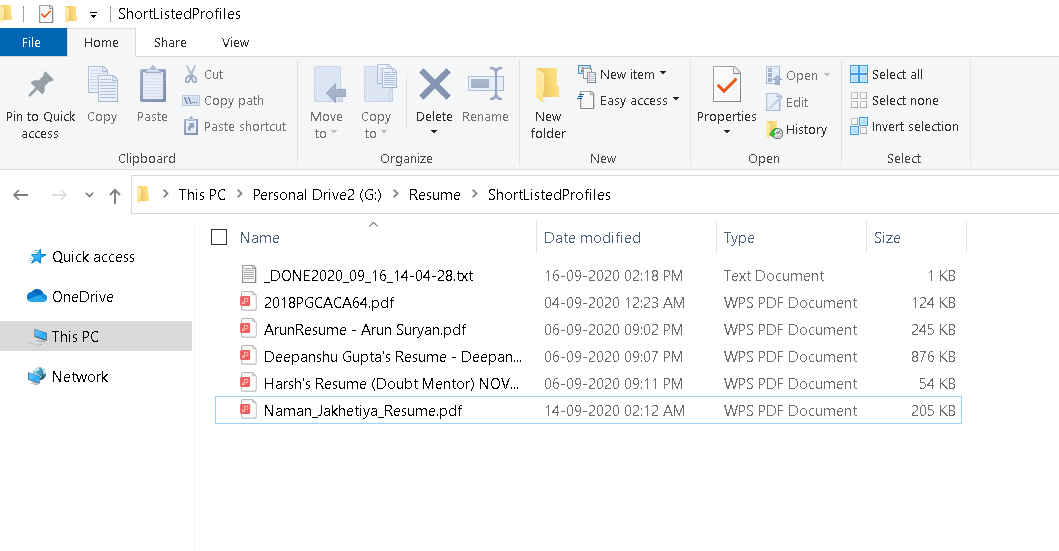 ShortListedProfiles
File Home Share View
Pin to Quick access
Copy
Paste
Cut
Copy path
Paste shortcut
Clipboard
Move to
Copy to
Delete
Rename
Organize
New folder
New item
Easy access
New
Properties
Open
Edit
History
Open
Select all
Select none
Invert selection
Select
This PC > Personal Drive2 (G:) > Resume > ShortListedProfiles
Quick access
OneDrive
This PC
Network
Name Date modified Type Size
_DONE2020_09_16_14-04-28.txt 16-09-2020 02:18 PM Text Document 1 KB
2018PGCACA64.pdf 04-09-2020 12:23 AM WPS PDF Document 124 KB
ArunResume - Arun Suryan.pdf 06-09-2020 09:02 PM WPS PDF Document 245 KB
Deepanshu Gupta's Resume - Deepan... 06-09-2020 09:07 PM WPS PDF Document 876 KB
Harsh's Resume (Doubt Mentor) NOV... 06-09-2020 09:11 PM WPS PDF Document 54 KB
Naman_Jakhetiya_Resume.pdf 14-09-2020 02:12 AM WPS PDF Document 205 KB